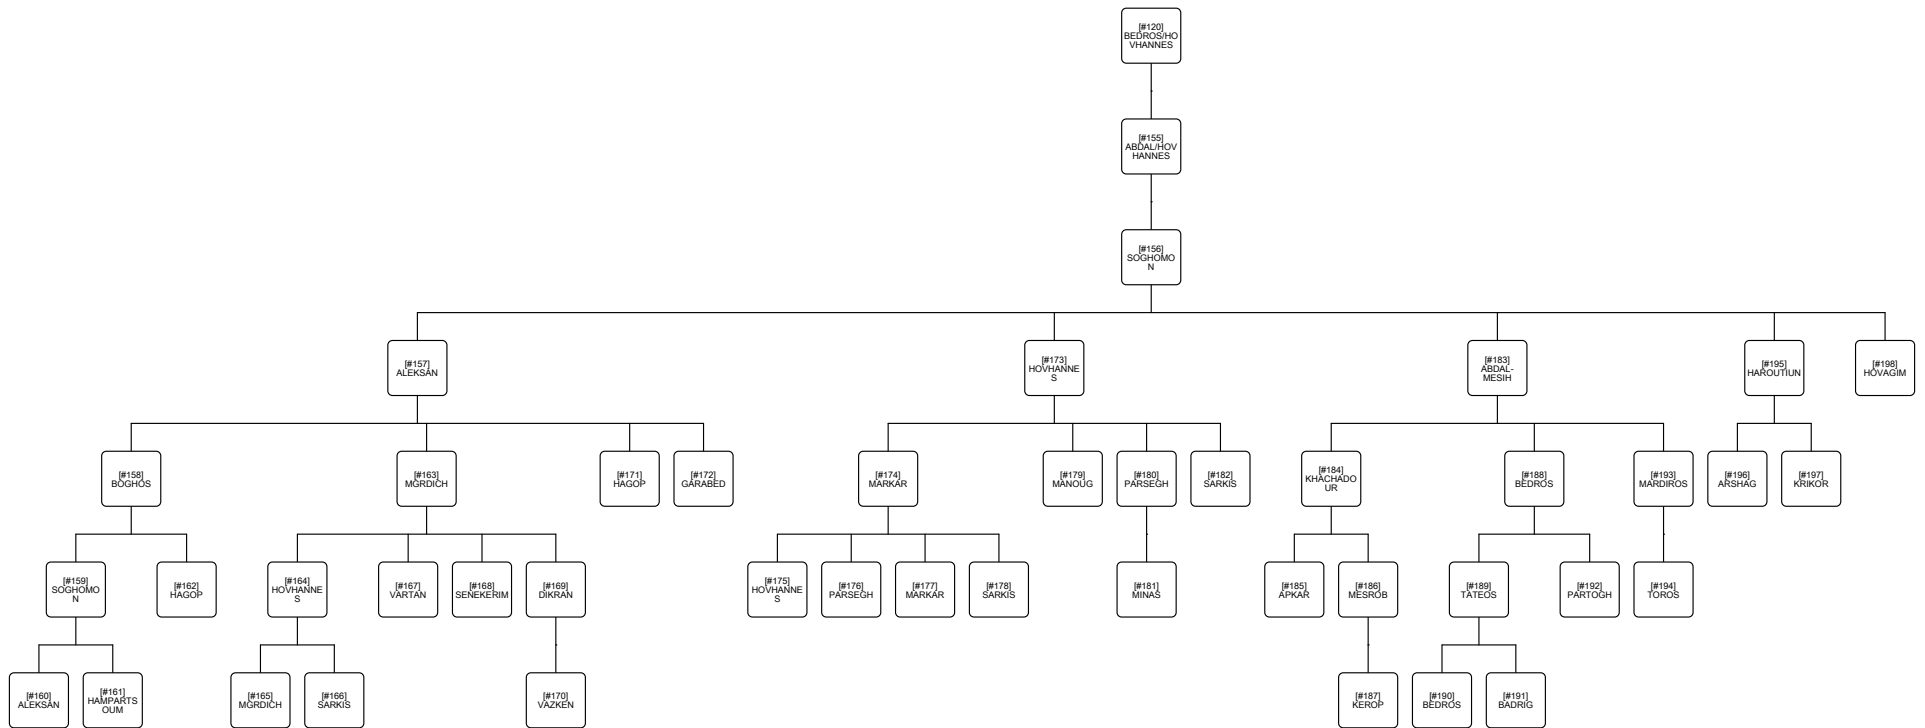 [#120]
BEDROS/HO
VHANNES
[#155]
ABDAL/HOV
HANNES
[#156]
SOGHOMO
N
[#157]
ALEKSAN
[#173]
HOVHANNE
S
[#183]
ABDAL-
MESIH
[#195]
HAROUTIUN
[#198]
HOVAGIM
[#158]
BOGHOS
[#163]
MGRDICH
[#171]
HAGOP
[#172]
GARABED
[#174]
MARKAR
[#179]
MANOUG
[#180]
PARSEGH
[#182]
SARKIS
[#184]
KHACHADO
UR
[#188]
BEDROS
[#193]
MARDIROS
[#196]
ARSHAG
[#197]
KRIKOR
[#159]
SOGHOMO
N
[#162]
HAGOP
[#164]
HOVHANNE
S
[#167]
VARTAN
[#168]
SENEKERIM
[#169]
DIKRAN
[#175]
HOVHANNE
S
[#176]
PARSEGH
[#177]
MARKAR
[#178]
SARKIS
[#181]
MINAS
[#185]
APKAR
[#186]
MESROB
[#189]
TATEOS
[#192]
PARTOGH
[#194]
TOROS
[#160]
ALEKSAN
[#161]
HAMPARTS
OUM
[#165]
MGRDICH
[#166]
SARKIS
[#170]
VAZKEN
[#187]
KEROP
[#190]
BEDROS
[#191]
BADRIG